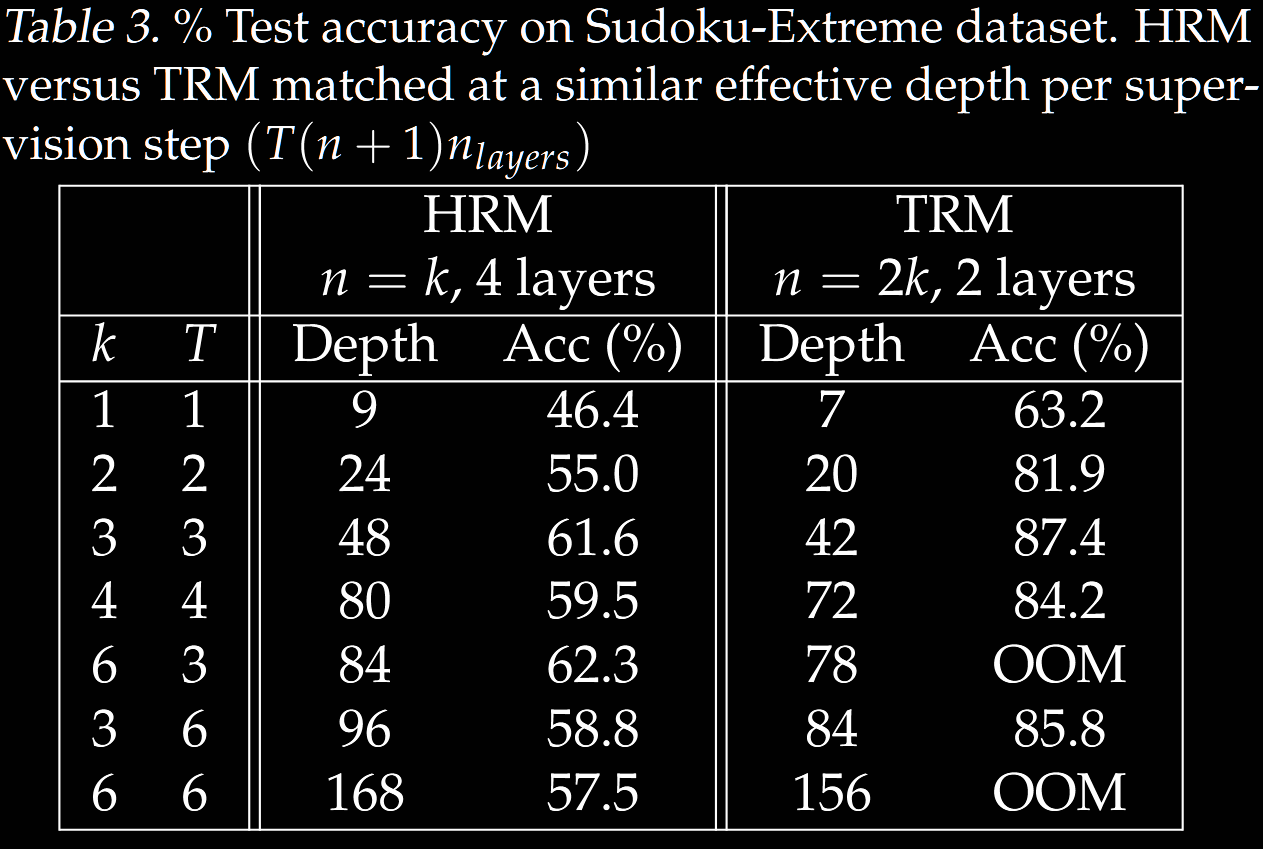 Table 3. % Test accuracy on Sudoku-Extreme dataset. HRM
versus TRM matched at a similar effective depth per super-
vision step (T(n + 1)n_layers)
HRM TRM
n = k, 4 layers n = 2k, 2 layers
k T Depth Acc (%) Depth Acc (%)
1 1 9 46.4 7 63.2
2 2 24 55.0 20 81.9
3 3 48 61.6 42 87.4
4 4 80 59.5 72 84.2
6 3 84 62.3 78 OOM
3 6 96 58.8 84 85.8
6 6 168 57.5 156 OOM